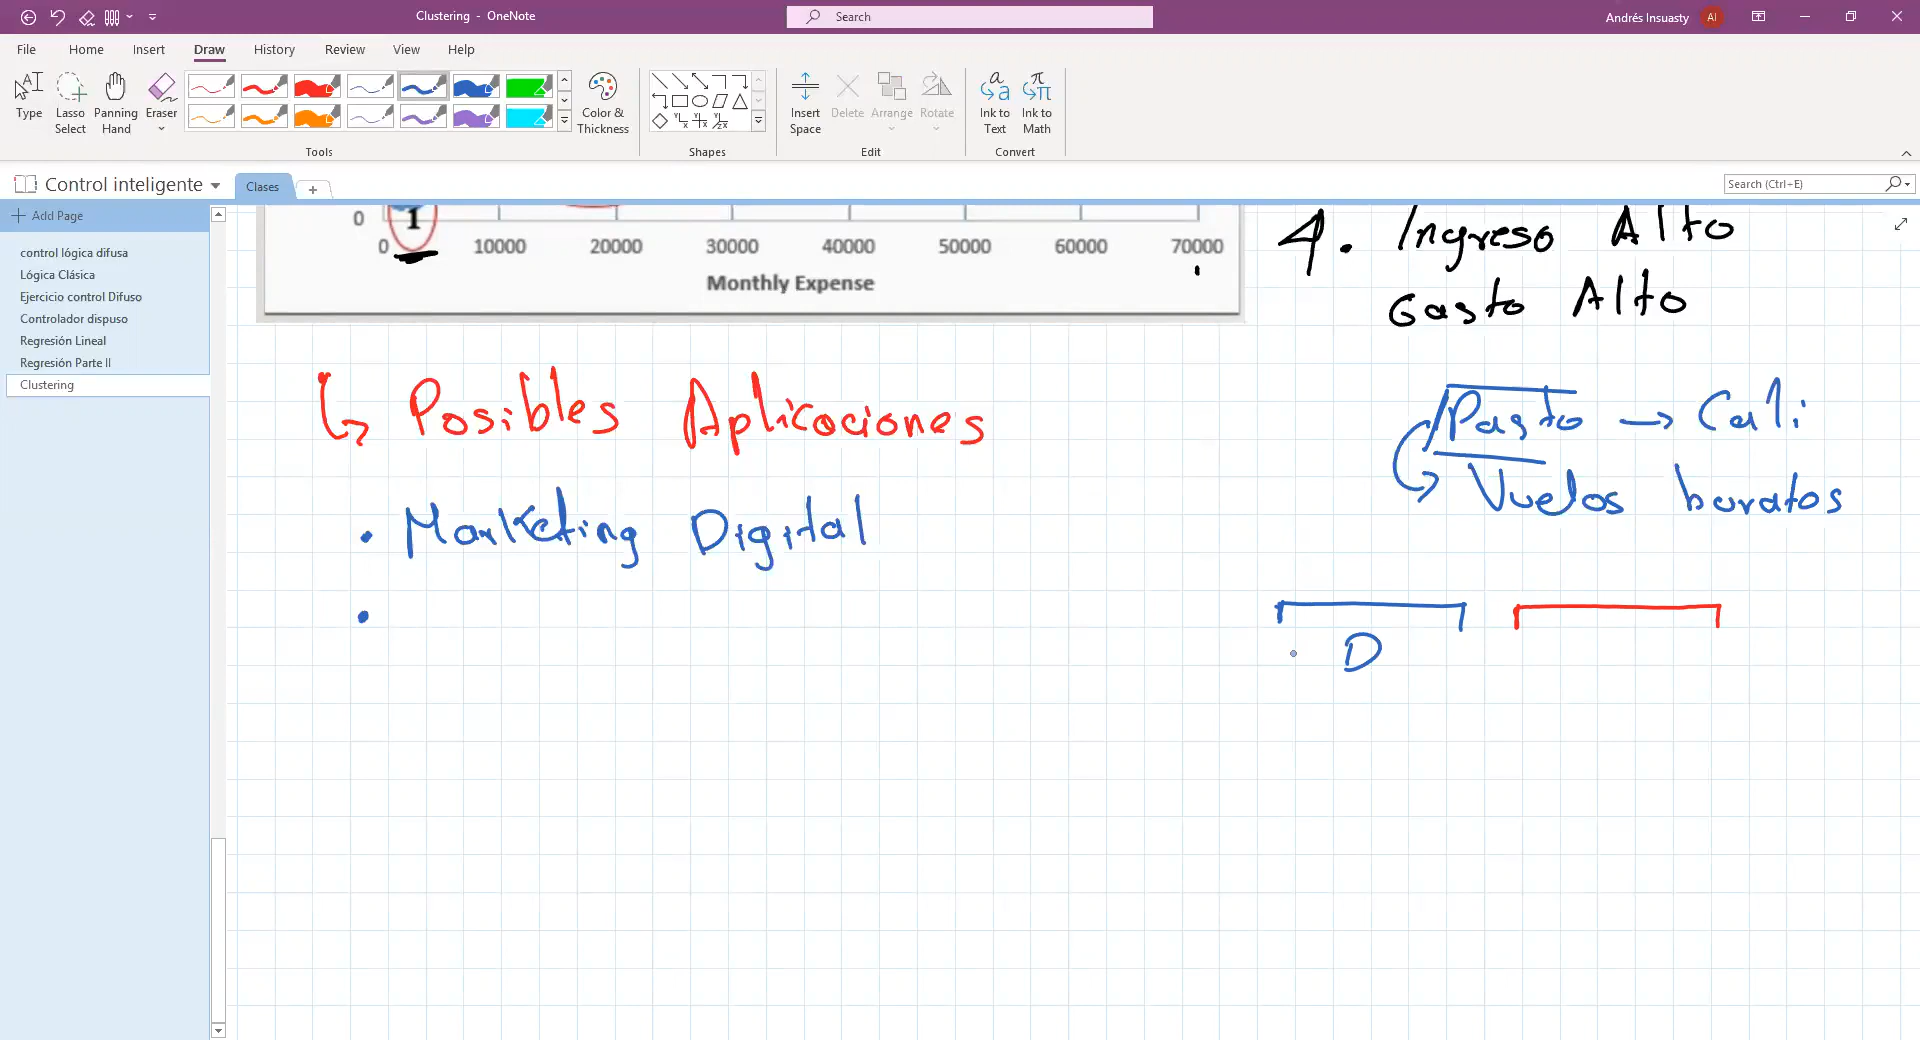 Clustering - OneNote
Search
Andrés Insuasty
AI
File Home Insert Draw History Review View Help
Type
Lasso Select
Panning Hand
Eraser
Color & Thickness
Insert Space
Delete
Arrange
Rotate
Ink to Text
Ink to Math
Tools
Shapes
Edit
Convert
Control inteligente
Clases
Search (Ctrl+E)
Add Page
control lógica difusa
Lógica Clásica
Ejercicio control Difuso
Controlador dispuso
Regresión Lineal
Regresión Parte II
Clustering
0
1
0 10000 20000 30000 40000 50000 60000 70000
Monthly Expense
4. Ingreso Alto
Gasto Alto
Posibles Aplicaciones
Pasto → Cali
Vuelos baratos
• Marketing Digital
•
D